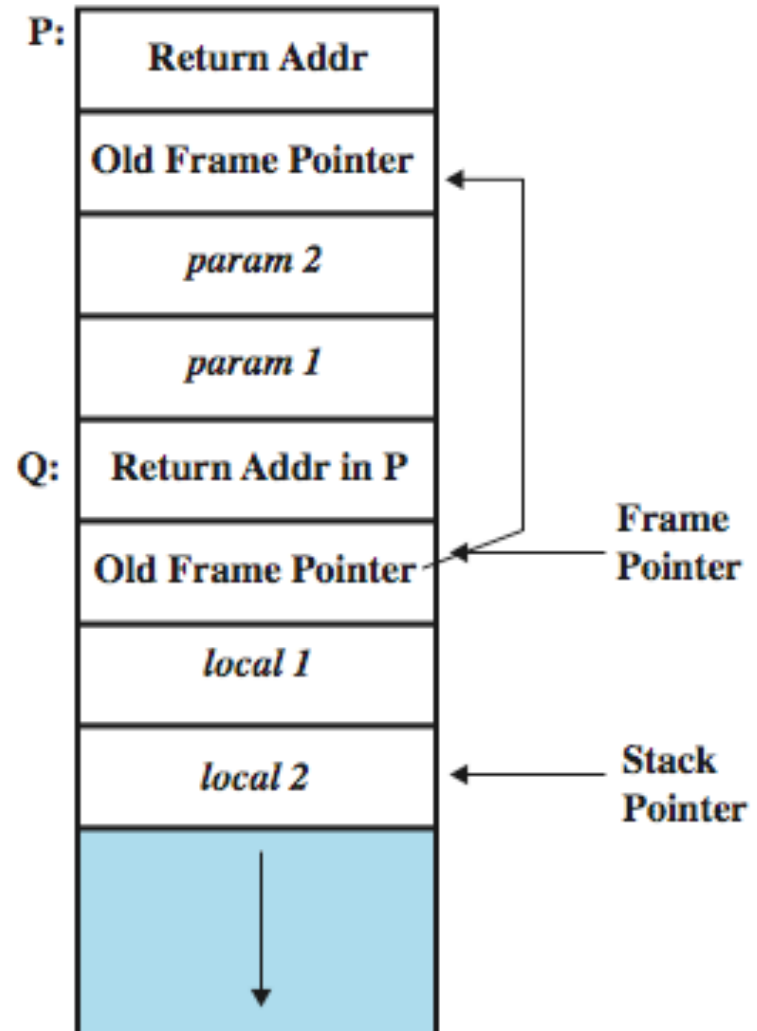 P:
Return Addr
Old Frame Pointer
param 2
param 1
Q:
Return Addr in P
Old Frame Pointer
Frame
Pointer
local 1
local 2
Stack
Pointer